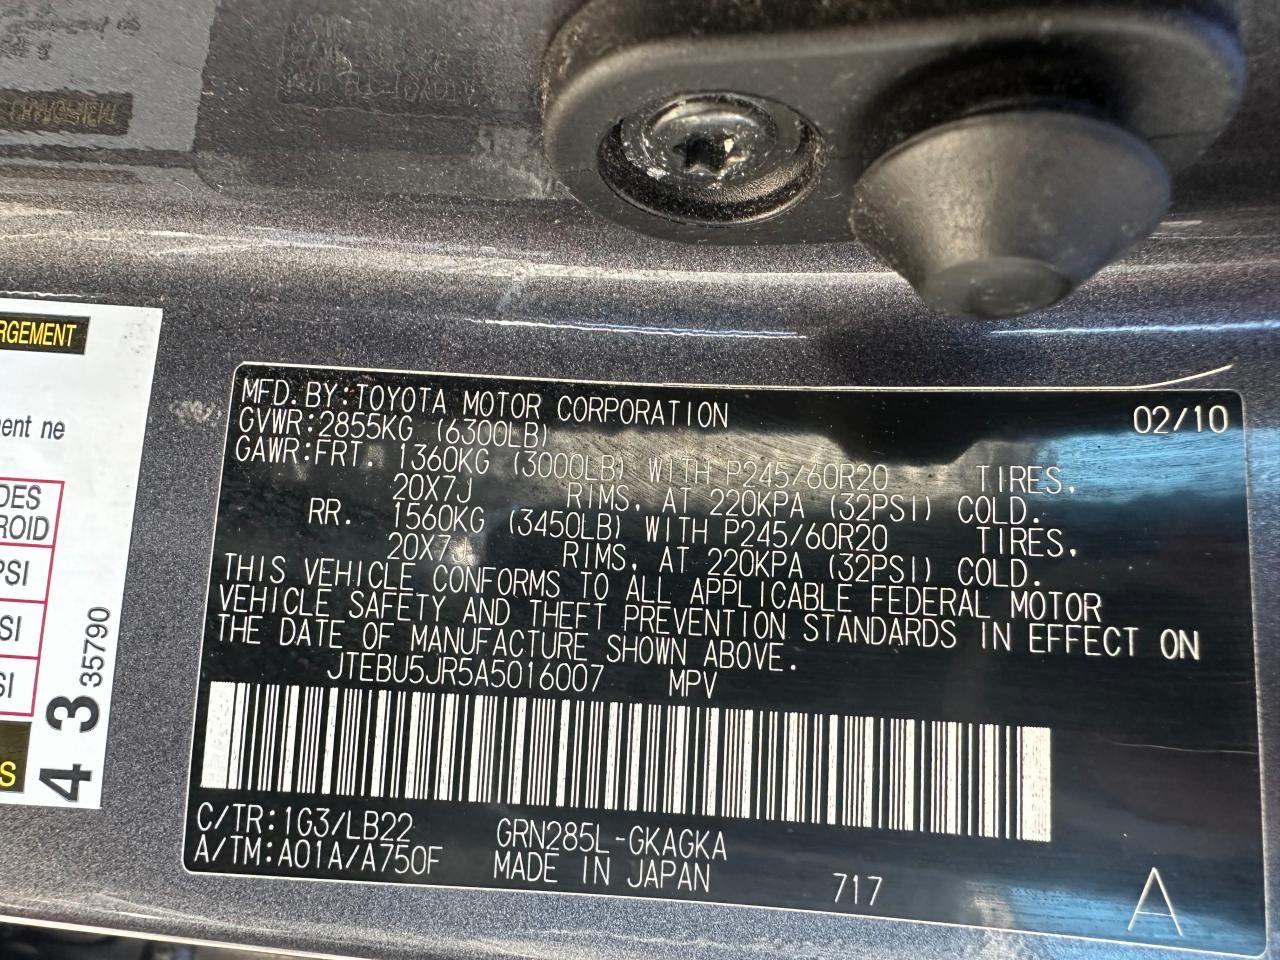 RGEMENT
ent ne
DES
ROID
PSI
SI
SI
S
4 3 35790
MFD. BY:TOYOTA MOTOR CORPORATION 02/10
GVWR:2855KG (6300LB)
GAWR:FRT. 1360KG (3000LB) WITH P245/60R20 TIRES,
20X7J RIMS, AT 220KPA (32PSI) COLD.
RR. 1560KG (3450LB) WITH P245/60R20 TIRES,
20X7J RIMS, AT 220KPA (32PSI) COLD.
THIS VEHICLE CONFORMS TO ALL APPLICABLE FEDERAL MOTOR
VEHICLE SAFETY AND THEFT PREVENTION STANDARDS IN EFFECT ON
THE DATE OF MANUFACTURE SHOWN ABOVE.
JTEBU5JR5A5016007 MPV
C/TR:1G3/LB22 GRN285L-GKAGKA
A/TM:A01A/A750F MADE IN JAPAN 717 A